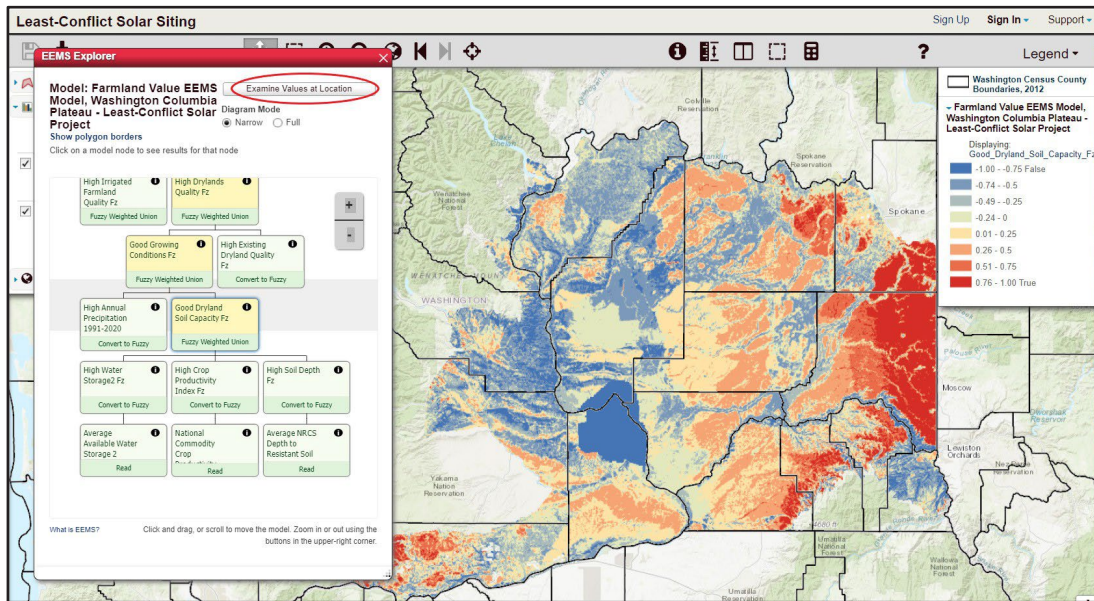 Least-Conflict Solar Siting
Sign Up
Sign In
Support
EEMS Explorer
Legend
?
Model: Farmland Value EEMS
Model, Washington Columbia
Plateau - Least-Conflict Solar
Project
Examine Values at Location
Diagram Mode
Narrow
Full
Show polygon borders
Click on a model node to see results for that node
High Irrigated
Farmland
Quality Fz
Fuzzy Weighted Union
High Drylands
Quality Fz
Fuzzy Weighted Union
+
-
Good Growing
Conditions Fz
Fuzzy Weighted Union
High Existing
Dryland Quality
Fz
Convert to Fuzzy
High Annual
Precipitation
1991-2020
Convert to Fuzzy
Good Dryland
Soil Capacity Fz
Fuzzy Weighted Union
High Water
Storage2 Fz
Convert to Fuzzy
High Crop
Productivity
Index Fz
Convert to Fuzzy
High Soil Depth
Fz
Convert to Fuzzy
Average
Available Water
Storage 2
Read
National
Commodity
Crop
Read
Average NRCS
Depth to
Resistant Soil
Read
What is EEMS?
Click and drag, or scroll to move the model. Zoom in or out using the
buttons in the upper-right corner.
Washington Census County
Boundaries, 2012
Farmland Value EEMS Model,
Washington Columbia Plateau -
Least-Conflict Solar Project
Displaying:
Good_Dryland_Soil_Capacity_Fz
-1.00 - -0.75 False
-0.74 - -0.5
-0.49 - -0.25
-0.24 - 0
0.01 - 0.25
0.26 - 0.5
0.51 - 0.75
0.76 - 1.00 True
Colville
Reservation
Spokane
Reservation
Spokane
Wenatchee
National
Forest
WENATCHEE
WASHINGTON
Palouse River
Moscow
Lewiston
Orchards
Yakama
Nation
Reservation
Umatilla
National
Forest
Wallowa
National
Forest
Umatilla
Reservation